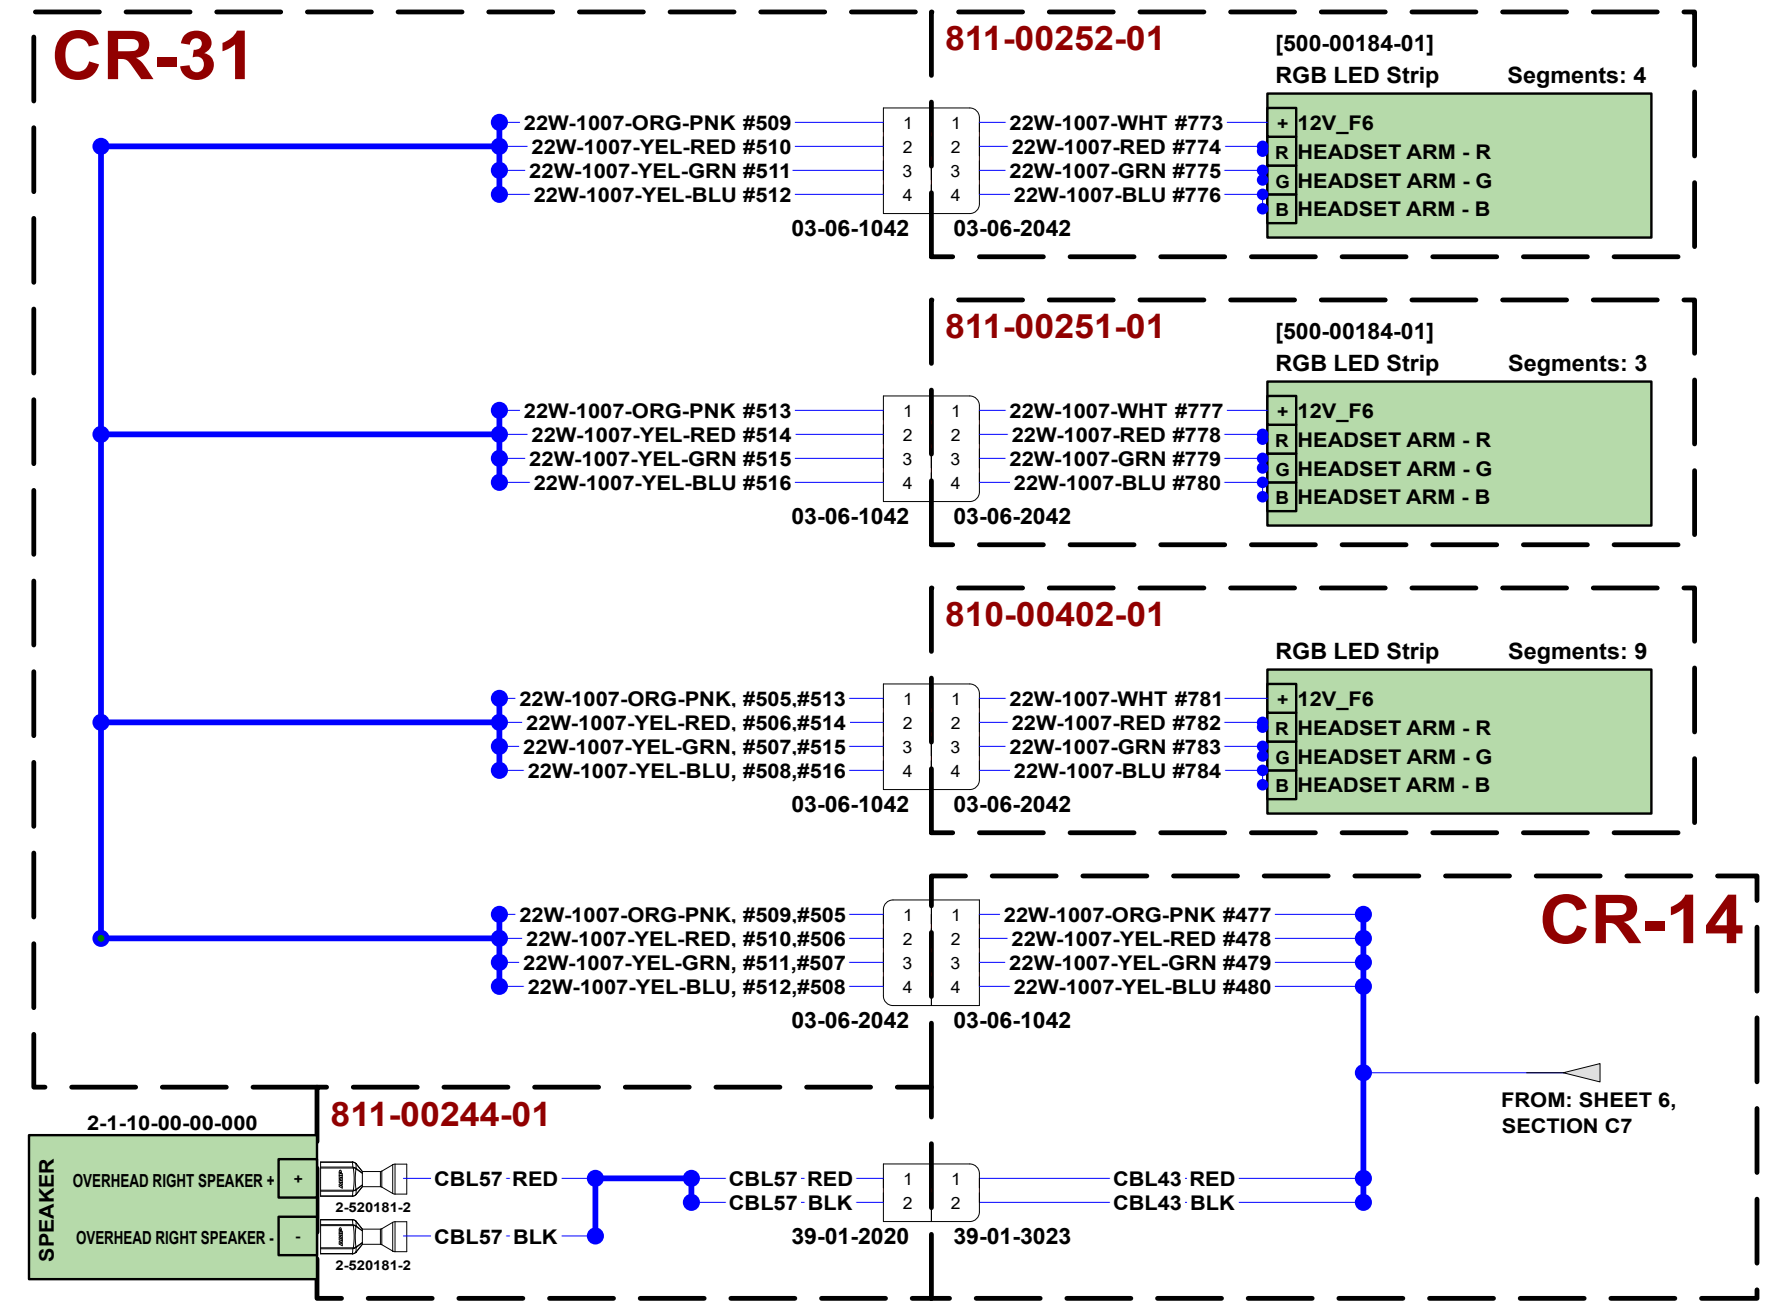 CR-31
811-00252-01
[500-00184-01]
RGB LED Strip Segments: 4
22W-1007-ORG-PNK #509 1 1 22W-1007-WHT #773 + 12V_F6
22W-1007-YEL-RED #510 2 2 22W-1007-RED #774 R HEADSET ARM - R
22W-1007-YEL-GRN #511 3 3 22W-1007-GRN #775 G HEADSET ARM - G
22W-1007-YEL-BLU #512 4 4 22W-1007-BLU #776 B HEADSET ARM - B
03-06-1042 03-06-2042
811-00251-01
[500-00184-01]
RGB LED Strip Segments: 3
22W-1007-ORG-PNK #513 1 1 22W-1007-WHT #777 + 12V_F6
22W-1007-YEL-RED #514 2 2 22W-1007-RED #778 R HEADSET ARM - R
22W-1007-YEL-GRN #515 3 3 22W-1007-GRN #779 G HEADSET ARM - G
22W-1007-YEL-BLU #516 4 4 22W-1007-BLU #780 B HEADSET ARM - B
03-06-1042 03-06-2042
810-00402-01
RGB LED Strip Segments: 9
22W-1007-ORG-PNK, #505,#513 1 1 22W-1007-WHT #781 + 12V_F6
22W-1007-YEL-RED, #506,#514 2 2 22W-1007-RED #782 R HEADSET ARM - R
22W-1007-YEL-GRN, #507,#515 3 3 22W-1007-GRN #783 G HEADSET ARM - G
22W-1007-YEL-BLU, #508,#516 4 4 22W-1007-BLU #784 B HEADSET ARM - B
03-06-1042 03-06-2042
CR-14
22W-1007-ORG-PNK, #509,#505 1 1 22W-1007-ORG-PNK #477
22W-1007-YEL-RED, #510,#506 2 2 22W-1007-YEL-RED #478
22W-1007-YEL-GRN, #511,#507 3 3 22W-1007-YEL-GRN #479
22W-1007-YEL-BLU, #512,#508 4 4 22W-1007-YEL-BLU #480
03-06-2042 03-06-1042
FROM: SHEET 6,
SECTION C7
811-00244-01
2-1-10-00-00-000
SPEAKER
OVERHEAD RIGHT SPEAKER + + CBL57 RED CBL57 RED 1 1 CBL43 RED
2-520181-2
CBL57 BLK 2 2 CBL43 BLK
OVERHEAD RIGHT SPEAKER - - CBL57 BLK
39-01-2020 39-01-3023
2-520181-2